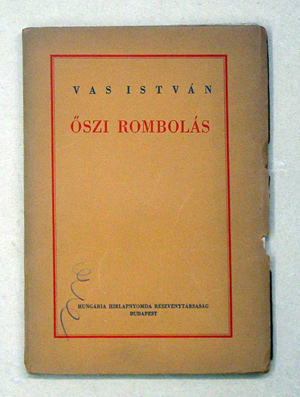 VAS ISTVÁN
ŐSZI ROMBOLÁS
HUNGÁRIA HIRLAPNYOMDA RÉSZVÉNYTÁRSASÁG
BUDAPEST